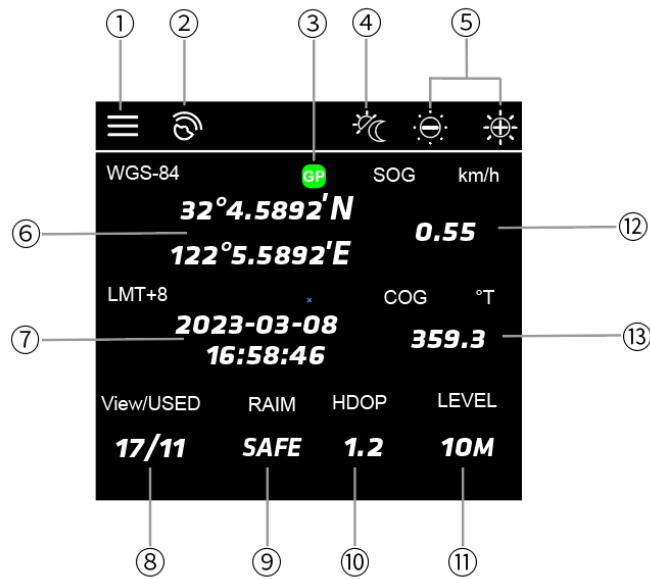 ① ② ③ ④ ⑤
WGS-84 GP SOG km/h
32°4.5892'N
⑥ 0.55 ⑫
122°5.5892'E
LMT+8 COG °T
2023-03-08
⑦ 359.3 ⑬
16:58:46
View/USED RAIM HDOP LEVEL
17/11 SAFE 1.2 10M
⑧ ⑨ ⑩ ⑪